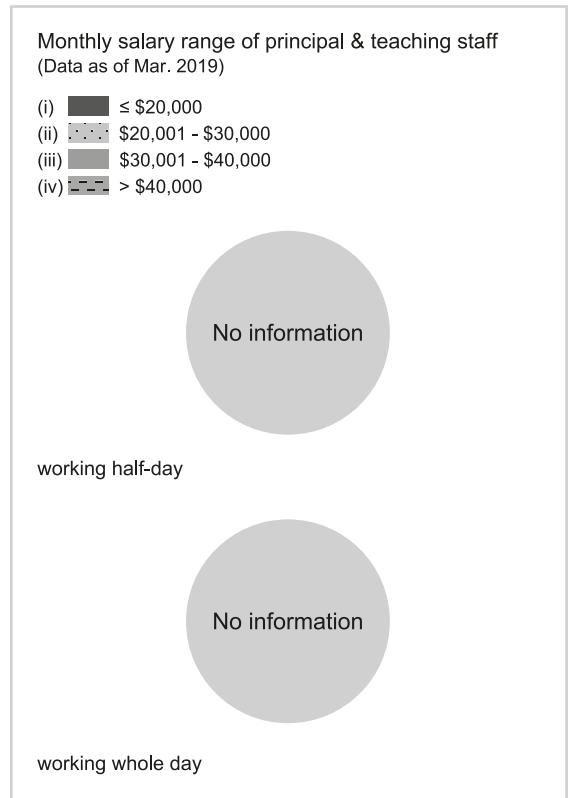 Monthly salary range of principal & teaching staff
(Data as of Mar. 2019)
(i) ≤ $20,000
(ii) $20,001 - $30,000
(iii) $30,001 - $40,000
(iv) > $40,000
No information
working half-day
No information
working whole day